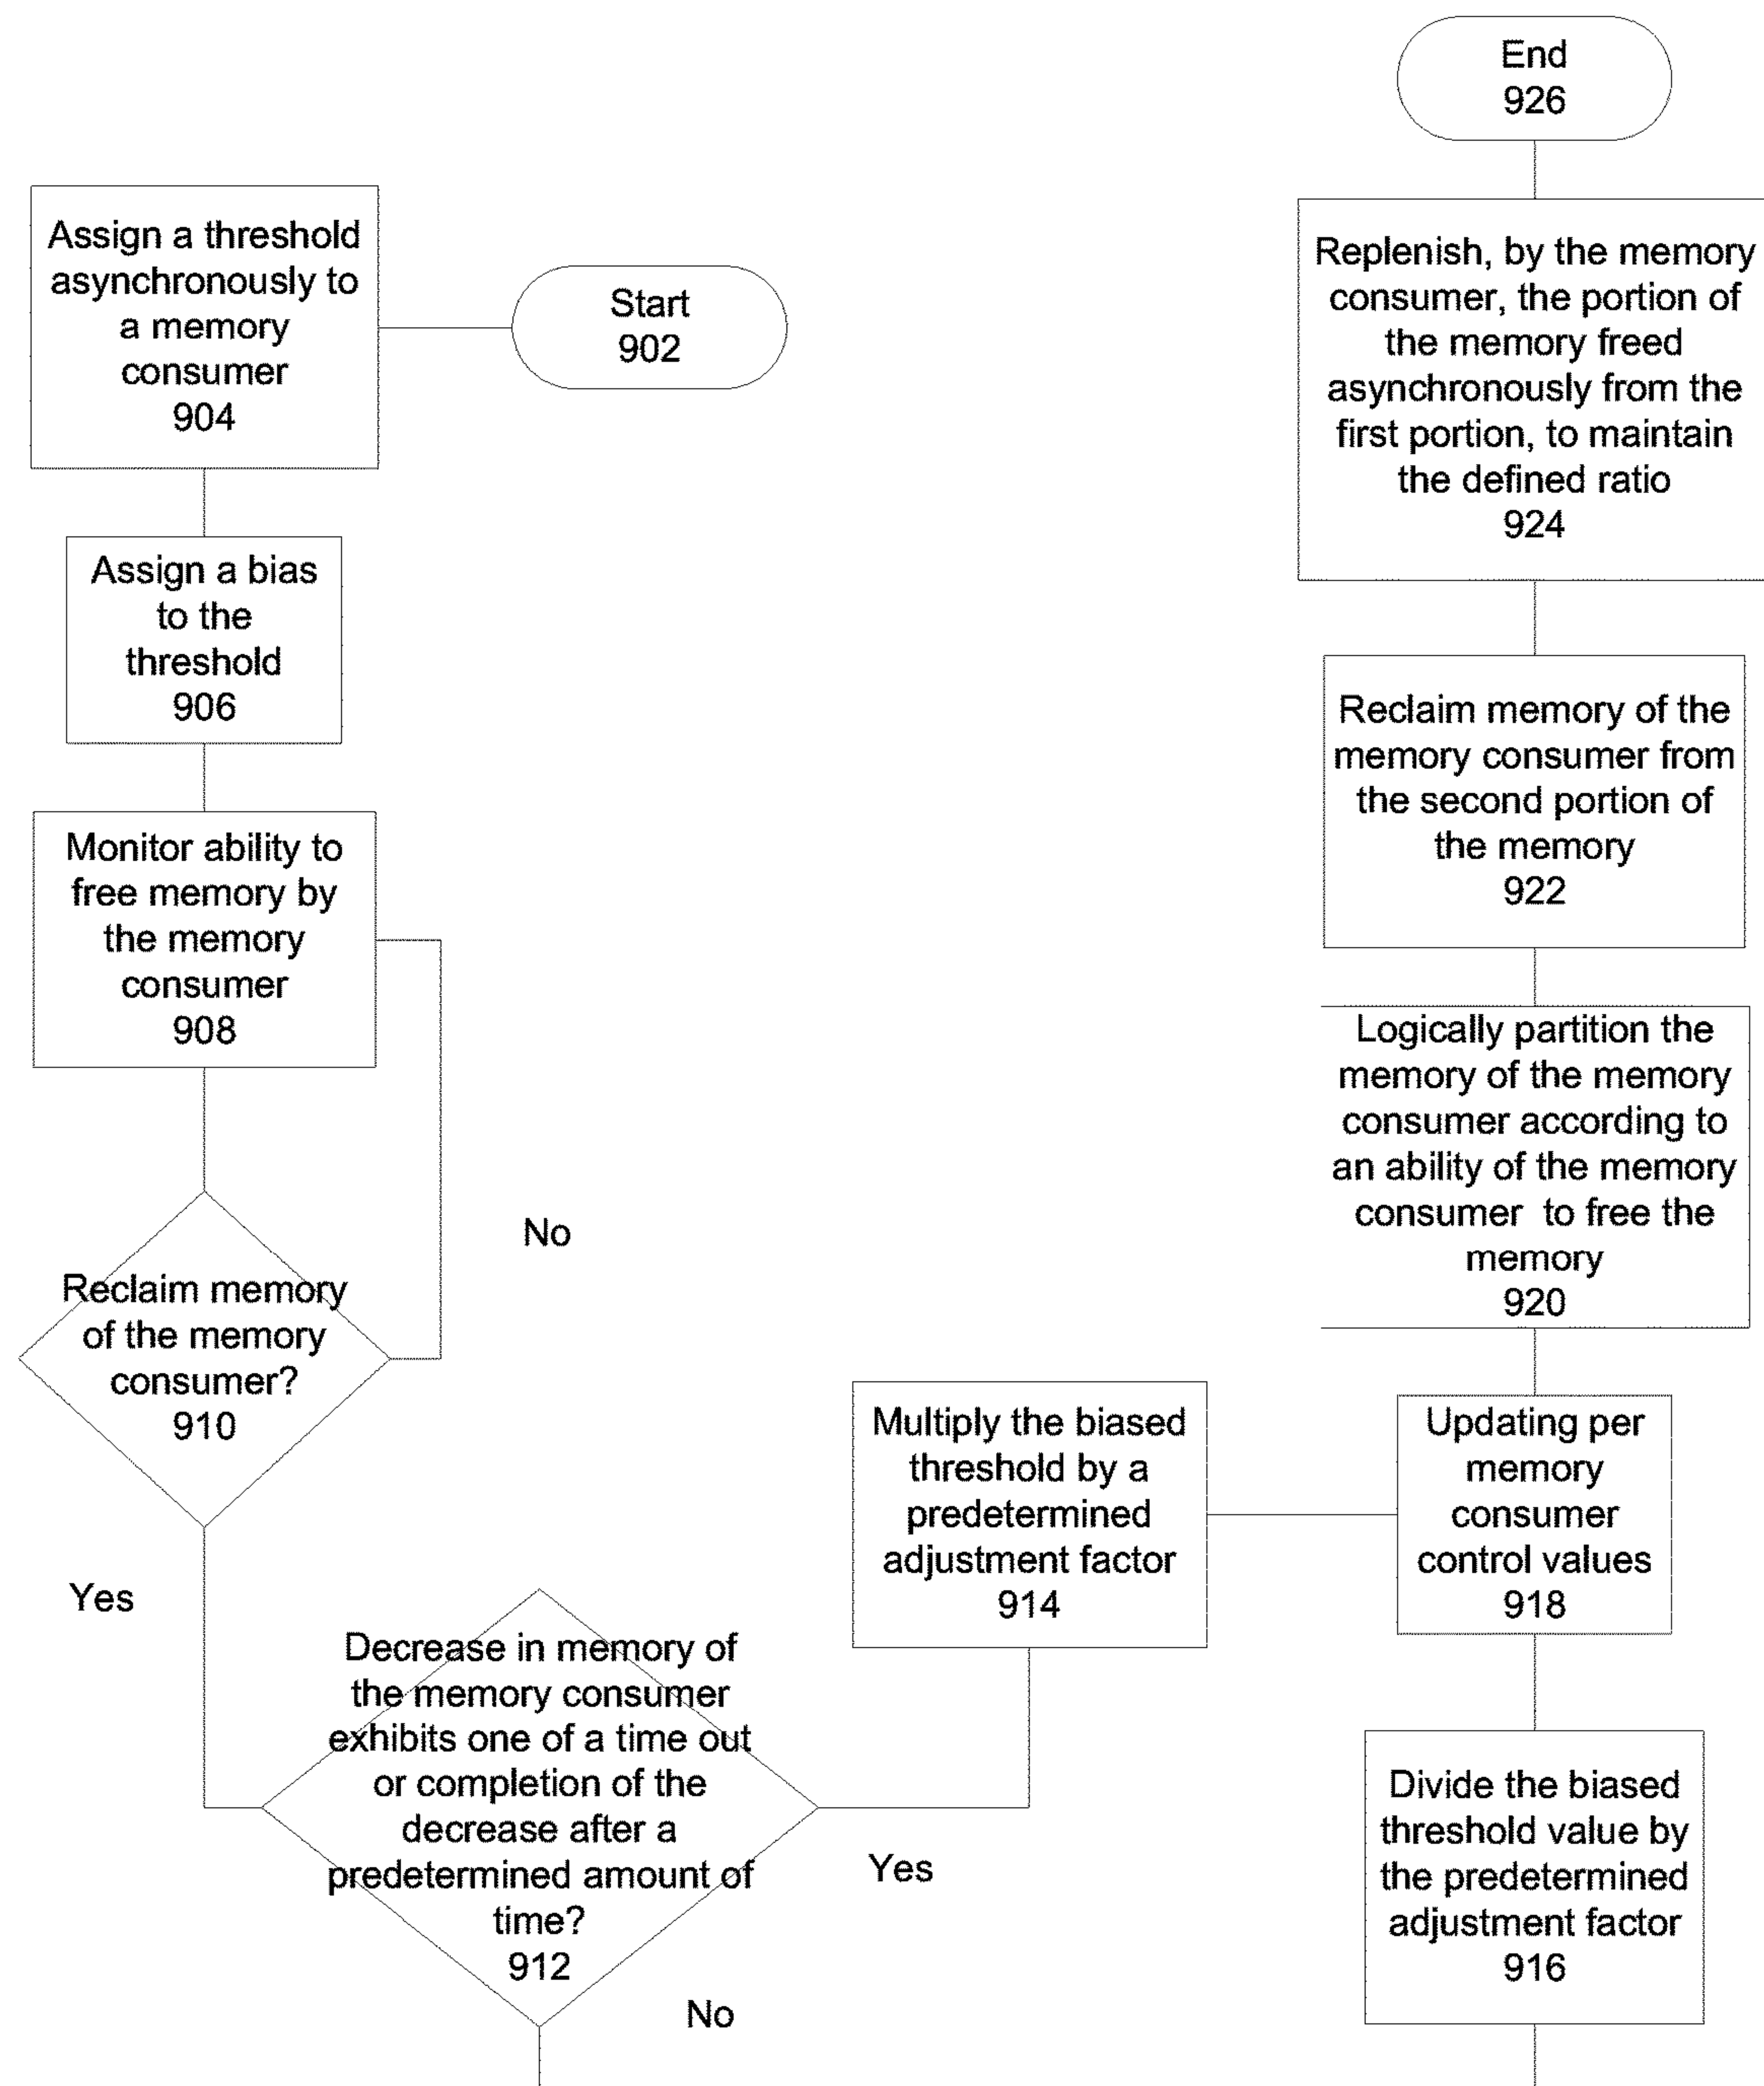 Start
902
Assign a threshold
asynchronously to
a memory
consumer
904
Assign a bias
to the
threshold
906
Monitor ability to
free memory by
the memory
consumer
908
No
Reclaim memory
of the memory
consumer?
910
Yes
Decrease in memory of
the memory consumer
exhibits one of a time out
or completion of the
decrease after a
predetermined amount of
time?
912
Yes
No
Multiply the biased
threshold by a
predetermined
adjustment factor
914
Divide the biased
threshold value by
the predetermined
adjustment factor
916
Updating per
memory
consumer
control values
918
Logically partition the
memory of the memory
consumer according to
an ability of the memory
consumer to free the
memory
920
Reclaim memory of the
memory consumer from
the second portion of
the memory
922
Replenish, by the memory
consumer, the portion of
the memory freed
asynchronously from the
first portion, to maintain
the defined ratio
924
End
926